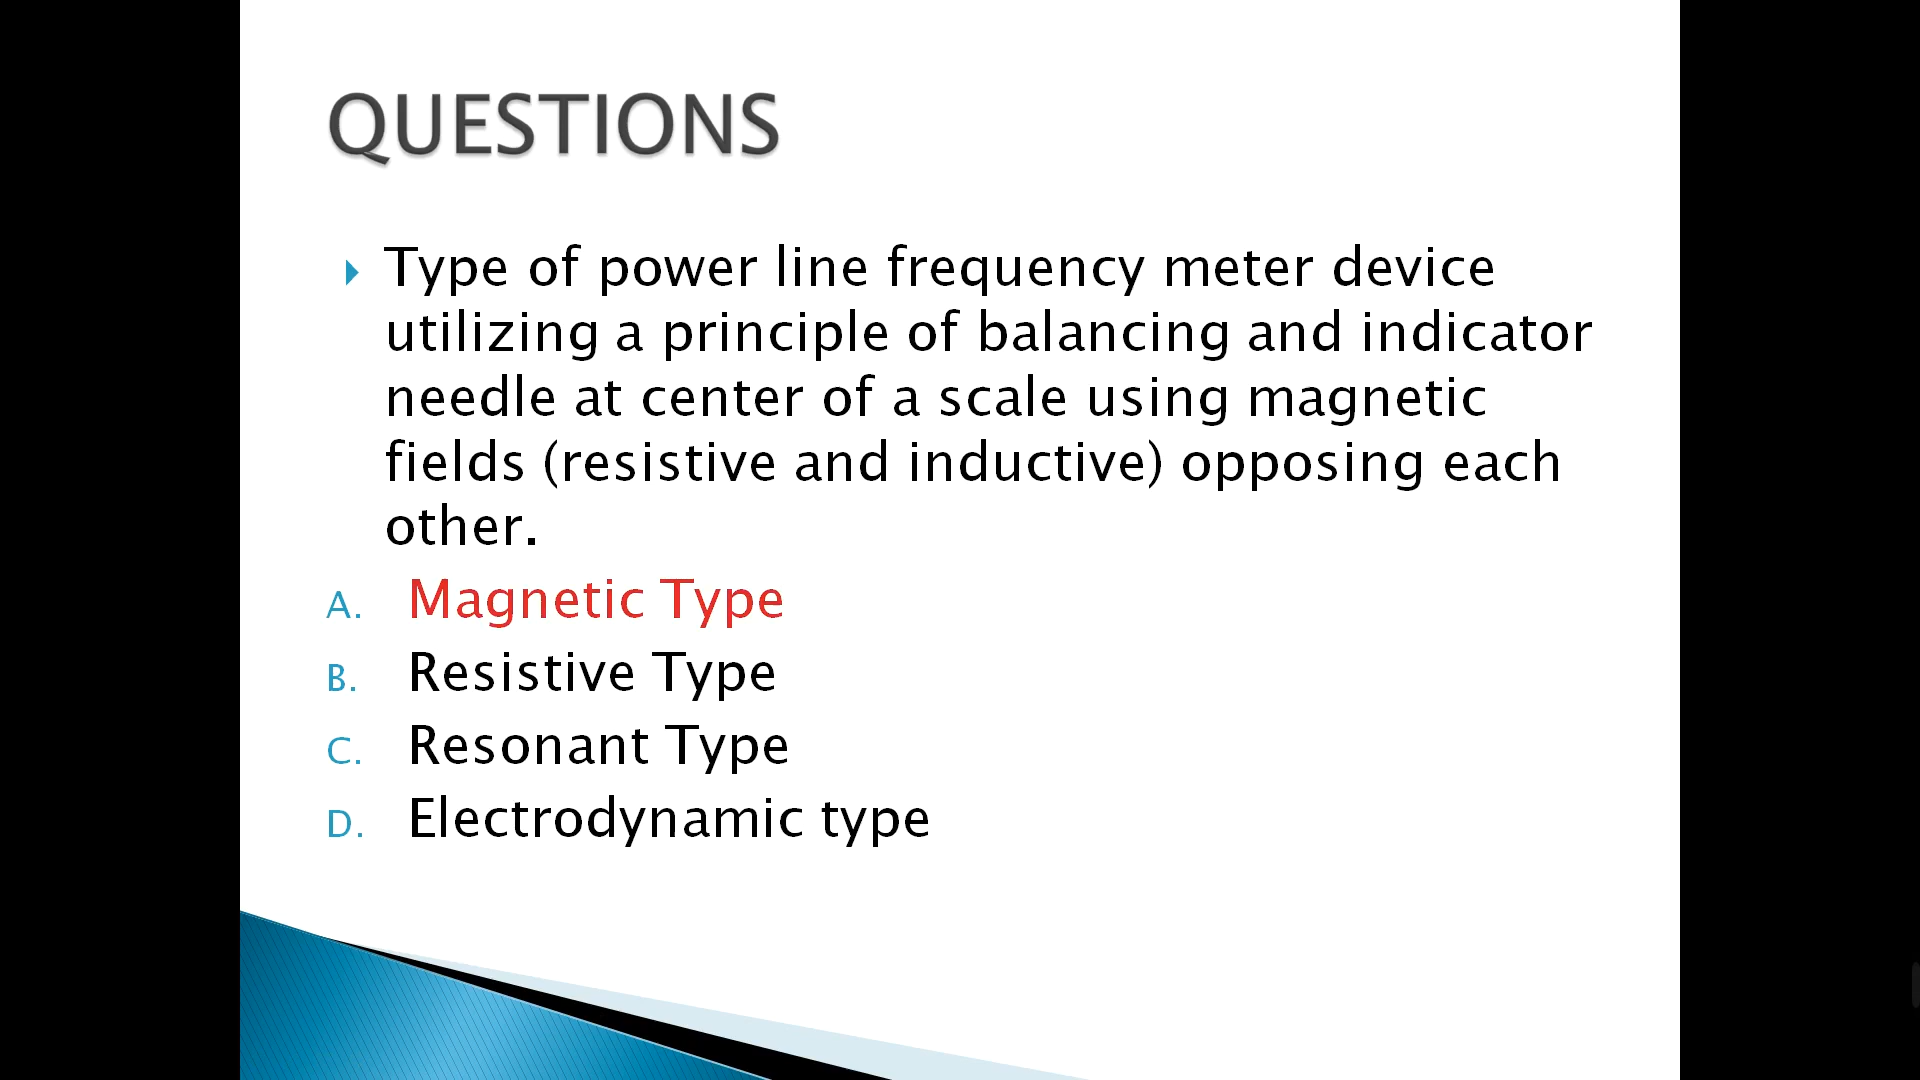 QUESTIONS
Type of power line frequency meter device
utilizing a principle of balancing and indicator
needle at center of a scale using magnetic
fields (resistive and inductive) opposing each
other.
A. Magnetic Type
B. Resistive Type
C. Resonant Type
D. Electrodynamic type